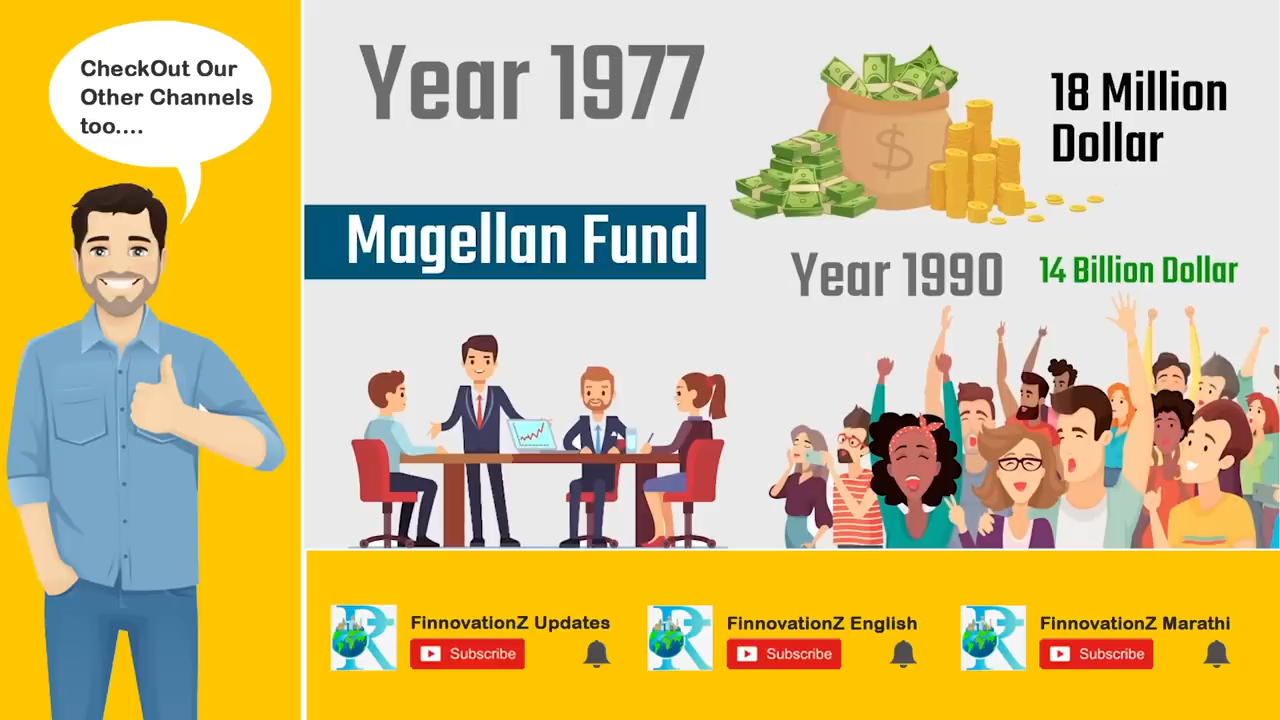 CheckOut Our
Other Channels
too....
Year 1977
18 Million
Dollar
$
Magellan Fund
Year 1990
14 Billion Dollar
FinnovationZ Updates
Subscribe
FinnovationZ English
Subscribe
FinnovationZ Marathi
Subscribe